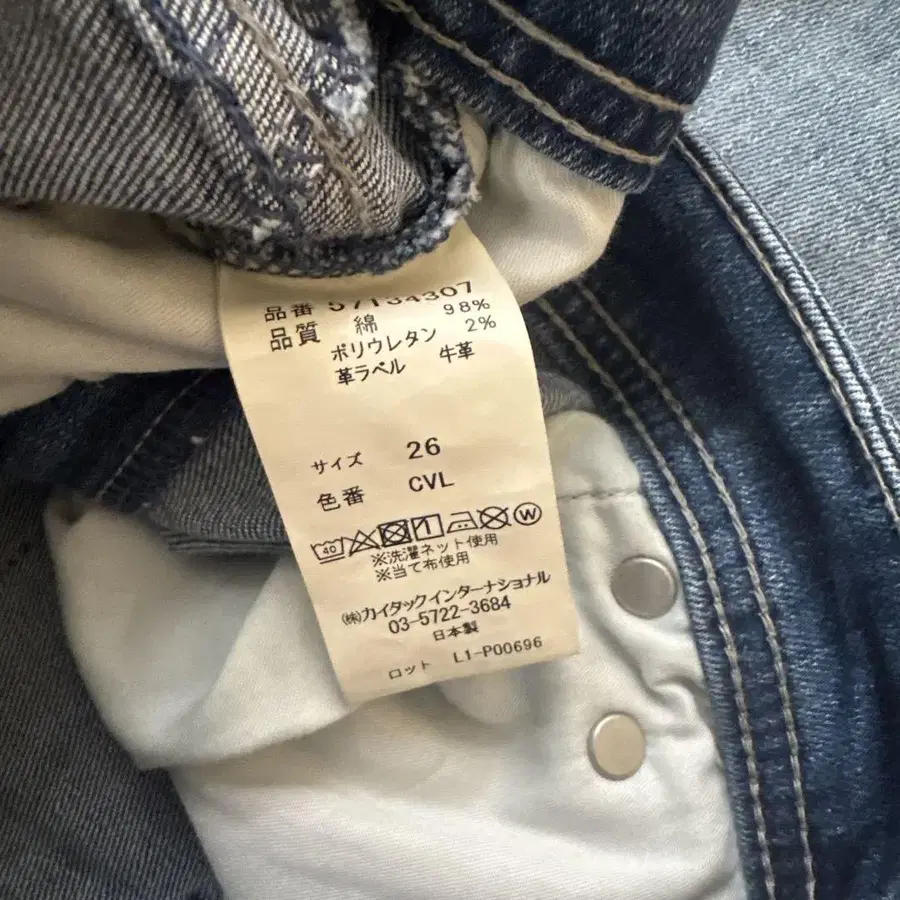 品番 57134307
品質 綿 98%
ポリウレタン 2%
革ラベル 牛革
サイズ 26
色番 CVL
40 W
※洗濯ネット使用
※当て布使用
㈱カイタックインターナショナル
03-5722-3684
日本製
ロット L1-P00696